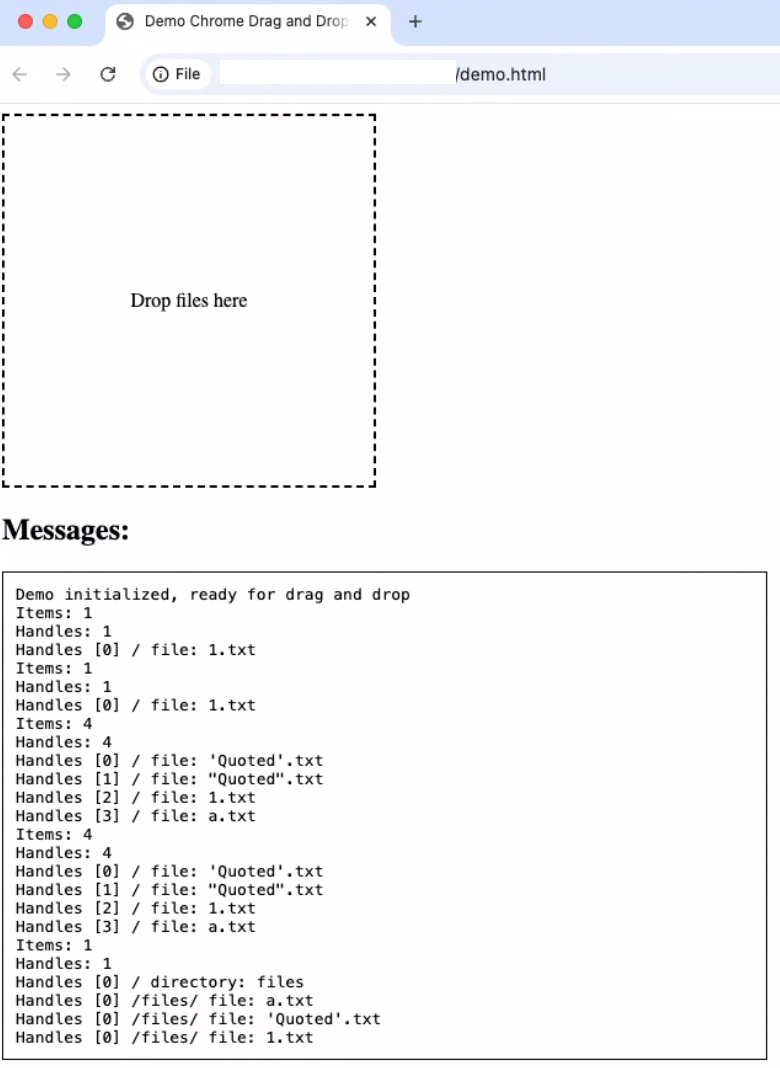 Demo Chrome Drag and Drop
File
/demo.html
Drop files here
Messages:
Demo initialized, ready for drag and drop
Items: 1
Handles: 1
Handles [0] / file: 1.txt
Items: 1
Handles: 1
Handles [0] / file: 1.txt
Items: 4
Handles: 4
Handles [0] / file: 'Quoted'.txt
Handles [1] / file: "Quoted".txt
Handles [2] / file: 1.txt
Handles [3] / file: a.txt
Items: 4
Handles: 4
Handles [0] / file: 'Quoted'.txt
Handles [1] / file: "Quoted".txt
Handles [2] / file: 1.txt
Handles [3] / file: a.txt
Items: 1
Handles: 1
Handles [0] / directory: files
Handles [0] /files/ file: a.txt
Handles [0] /files/ file: 'Quoted'.txt
Handles [0] /files/ file: 1.txt